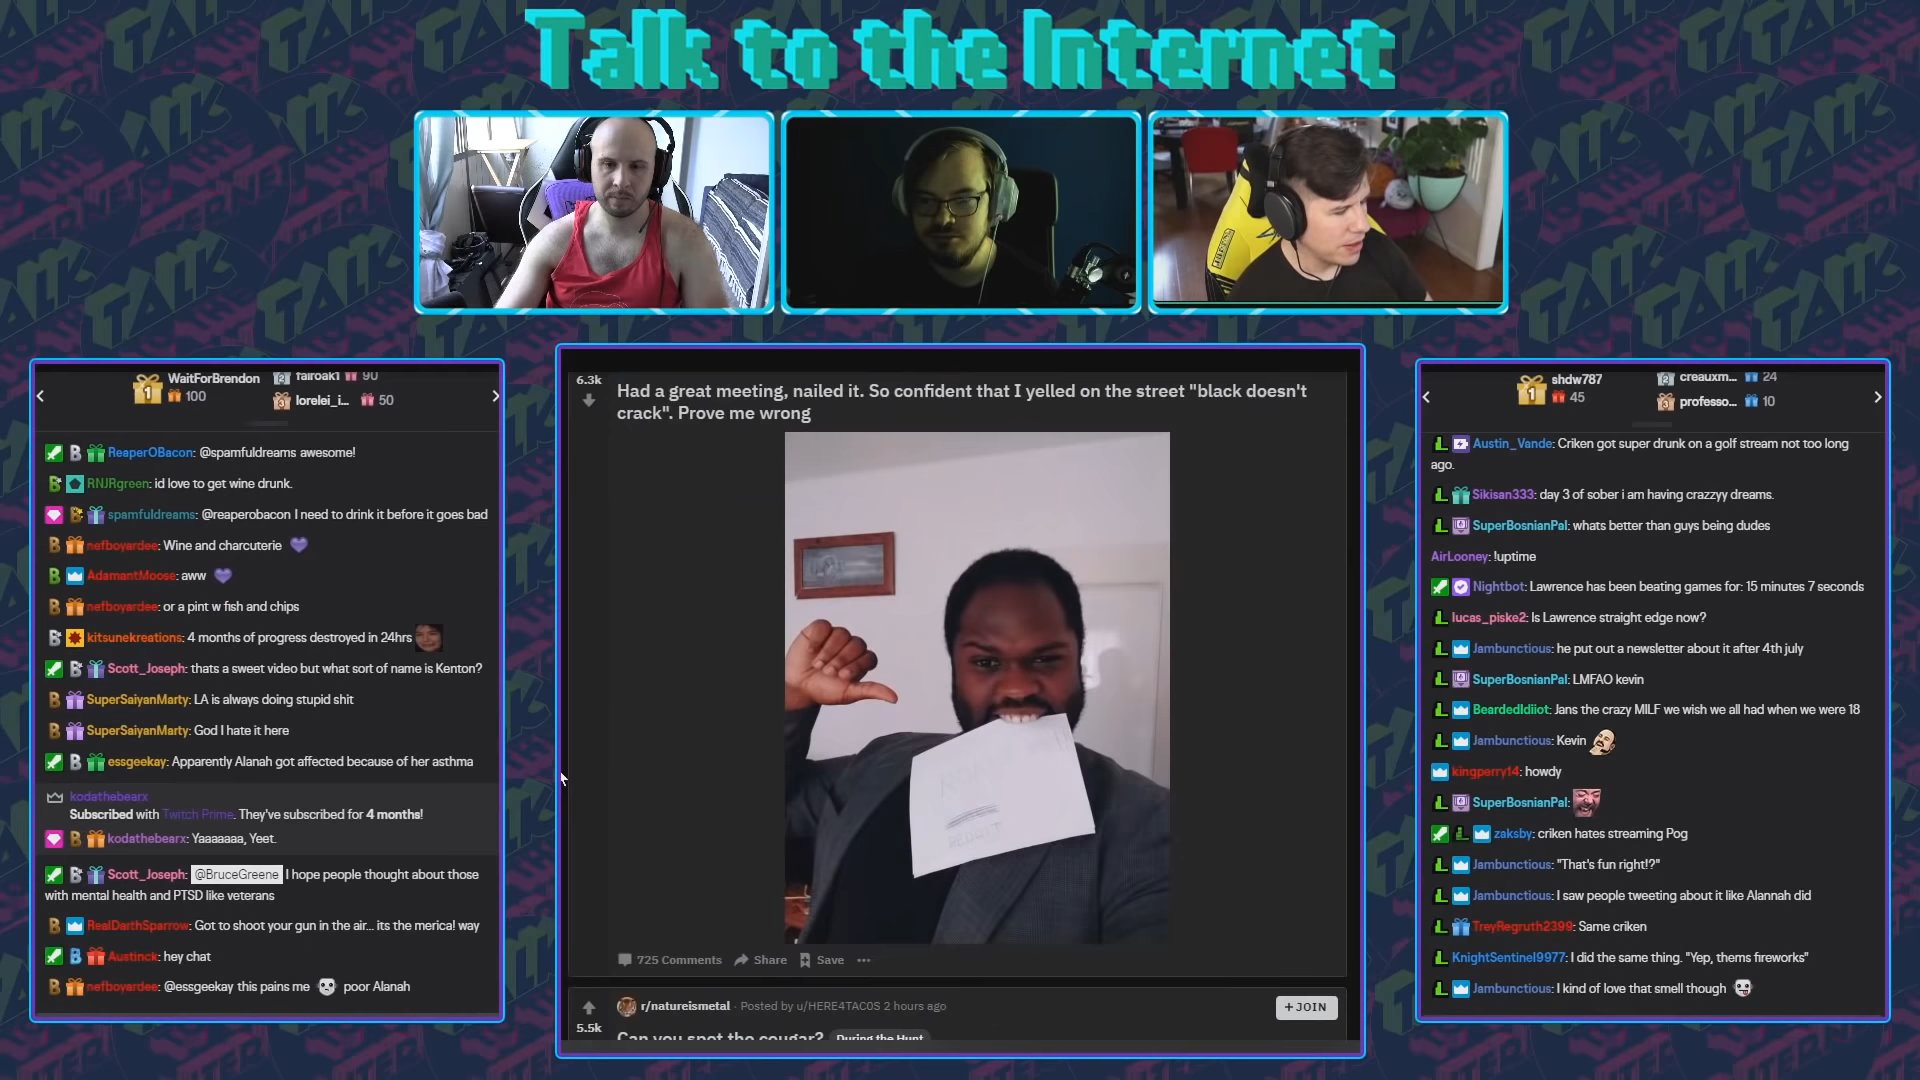 Talk to the Internet
WaitForBrendon
100
fairoak1 90
lorelei_i... 50
ReaperOBacon: @spamfuldreams awesome!
RNJRgreen: id love to get wine drunk.
spamfuldreams: @reaperobacon I need to drink it before it goes bad
nefboyardee: Wine and charcuterie
AdamantMoose: aww
nefboyardee: or a pint w fish and chips
kitsunekreations: 4 months of progress destroyed in 24hrs
Scott_Joseph: thats a sweet video but what sort of name is Kenton?
SuperSaiyanMarty: LA is always doing stupid shit
SuperSaiyanMarty: God I hate it here
essgeekay: Apparently Alanah got affected because of her asthma
kodathebearx
Subscribed with Twitch Prime. They've subscribed for 4 months!
kodathebearx: Yaaaaaaa, Yeet.
Scott_Joseph: @BruceGreene I hope people thought about those
with mental health and PTSD like veterans
RealDarthSparrow: Got to shoot your gun in the air... its the merica! way
Austinck: hey chat
nefboyardee: @essgeekay this pains me poor Alanah
6.3k
Had a great meeting, nailed it. So confident that I yelled on the street "black doesn't
crack". Prove me wrong
725 Comments Share Save ...
r/natureismetal · Posted by u/HERE4TACOS 2 hours ago
+ JOIN
5.5k
Can you spot the cougar? During the Hunt
shdw787
45
creauxm... 24
professo... 10
Austin_Vande: Criken got super drunk on a golf stream not too long
ago.
Sikisan333: day 3 of sober i am having crazzyy dreams.
SuperBosnianPal: whats better than guys being dudes
AirLooney: !uptime
Nightbot: Lawrence has been beating games for: 15 minutes 7 seconds
lucas_piske2: Is Lawrence straight edge now?
Jambunctious: he put out a newsletter about it after 4th july
SuperBosnianPal: LMFAO kevin
BeardedIdiiot: Jans the crazy MILF we wish we all had when we were 18
Jambunctious: Kevin
kingperry14: howdy
SuperBosnianPal:
zaksby: criken hates streaming Pog
Jambunctious: "That's fun right!?"
Jambunctious: I saw people tweeting about it like Alannah did
TreyRegruth2399: Same criken
KnightSentinel9977: I did the same thing. "Yep, thems fireworks"
Jambunctious: I kind of love that smell though